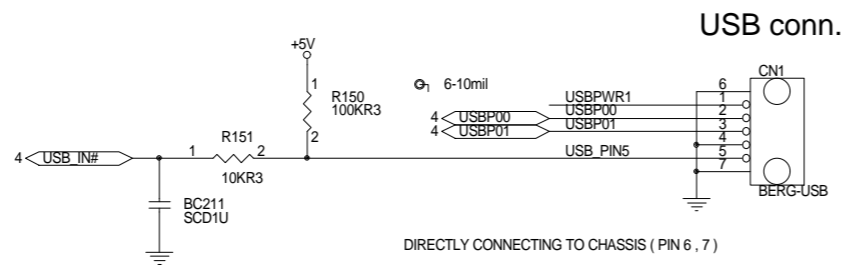 USB conn.
+5V
CN1
1
R150
100KR3
2
6-10mil
USBPWR1
6
1
4 USBP00
USBP00
2
4 USBP01
USBP01
3
4
R151
4 USB_IN#
1
2
USB_PIN5
5
10KR3
7
BERG-USB
BC211
SCD1U
DIRECTLY CONNECTING TO CHASSIS ( PIN 6 , 7 )